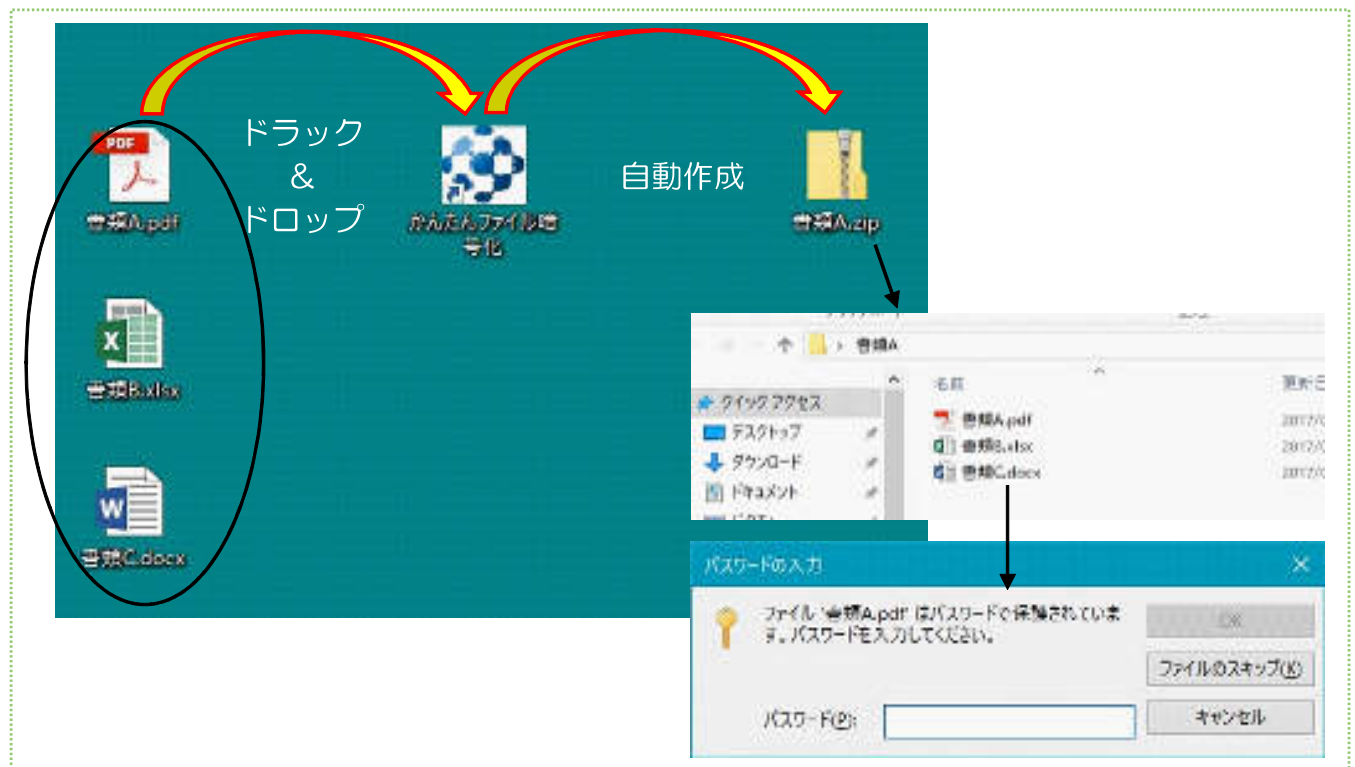 PDF
書類A.pdf
ドラック
&
ドロップ
かんたんファイル暗
号化
自動作成
書類A.zip
X
書類B.xlsx
W
書類C.docx
書類A
名前
クイック アクセス
デスクトップ
ダウンロード
ドキュメント
書類A.pdf
書類B.xlsx
書類C.docx
パスワードの入力
ファイル '書類A.pdf' はパスワードで保護されていま
す。パスワードを入力してください。
OK
ファイルのスキップ(K)
パスワード(P):
キャンセル